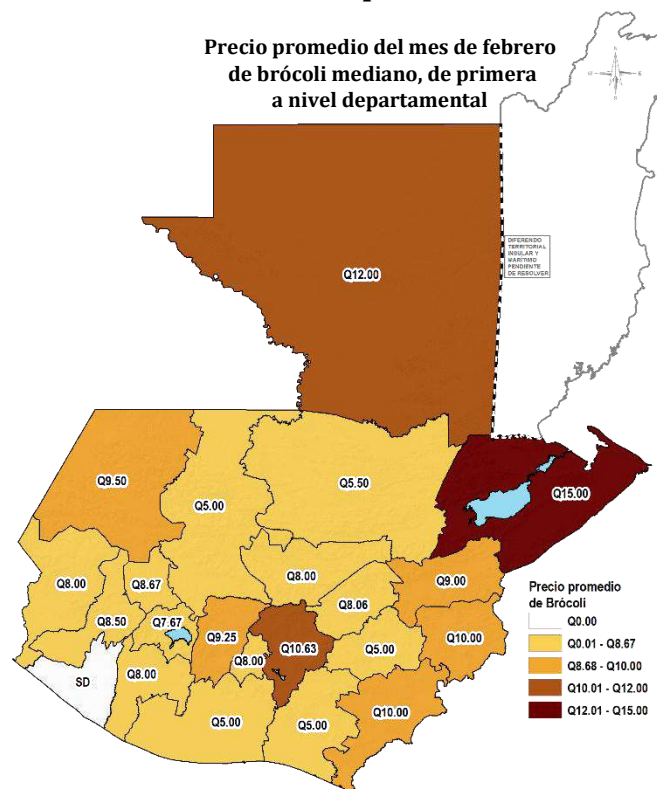 Precio promedio del mes de febrero
de brócoli mediano, de primera
a nivel departamental
DIFERENDO
TERRITORIAL
INSULAR Y
MARÍTIMO
PENDIENTE
DE RESOLVER
Q12.00
Q9.50
Q5.00
Q5.50
Q15.00
Q8.00
Q8.67
Q8.00
Q9.00
Q8.50
Q7.67
Q9.25
Q8.06
Q10.63
Q8.00
Q5.00
Q10.00
SD
Q8.00
Q5.00
Q5.00
Q10.00
Precio promedio
de Brócoli
Q0.00
Q0.01 - Q8.67
Q8.68 - Q10.00
Q10.01 - Q12.00
Q12.01 - Q15.00